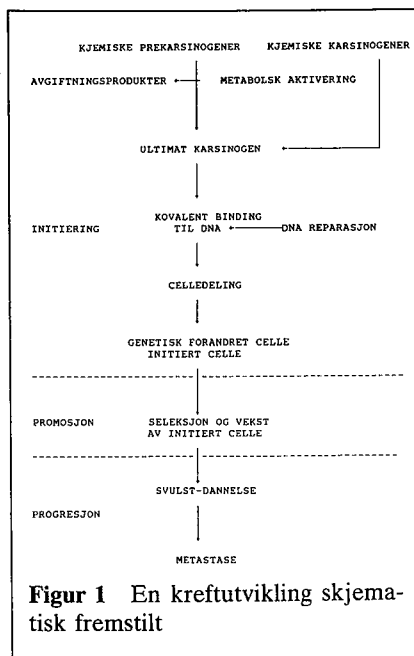 KJEMISKE PREKARSINOGENER KJEMISKE KARSINOGENER
AVGIFTNINGSPRODUKTER METABOLSK AKTIVERING
ULTIMAT KARSINOGEN
KOVALENT BINDING
INITIERING TIL DNA DNA REPARASJON
CELLEDELING
GENETISK FORANDRET CELLE
INITIERT CELLE
PROMOSJON SELEKSJON OG VEKST
AV INITIERT CELLE
SVULST-DANNELSE
PROGRESJON
METASTASE
Figur 1 En kreftutvikling skjema-
tisk fremstilt